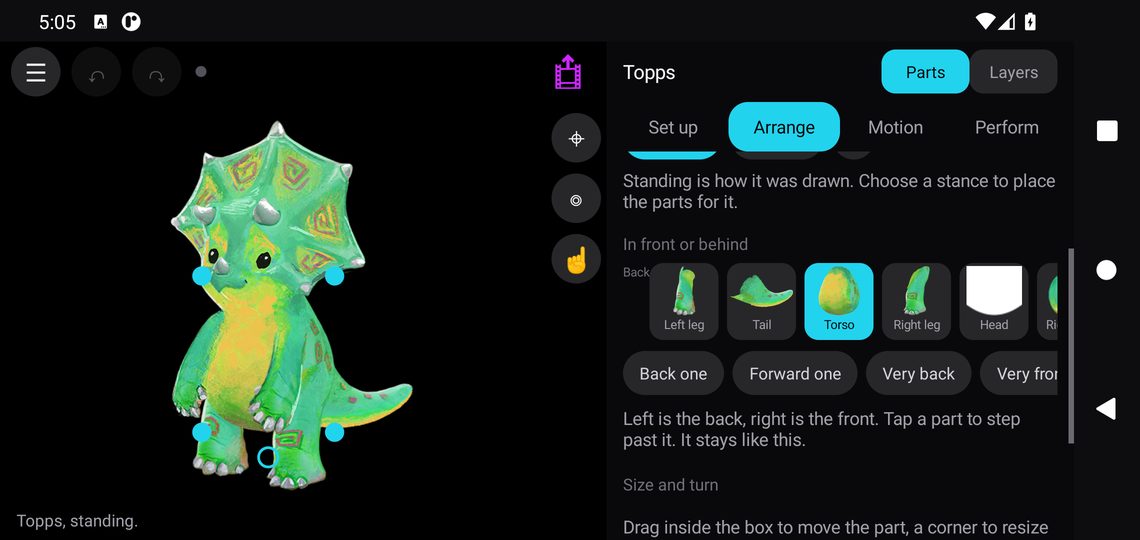 5:05
A
Topps
Parts
Layers
Set up
Arrange
Motion
Perform
Standing is how it was drawn. Choose a stance to place
the parts for it.
In front or behind
Back
Left leg
Tail
Torso
Right leg
Head
Back one
Forward one
Very back
Left is the back, right is the front. Tap a part to step
past it. It stays like this.
Size and turn
Drag inside the box to move the part, a corner to resize
Topps, standing.